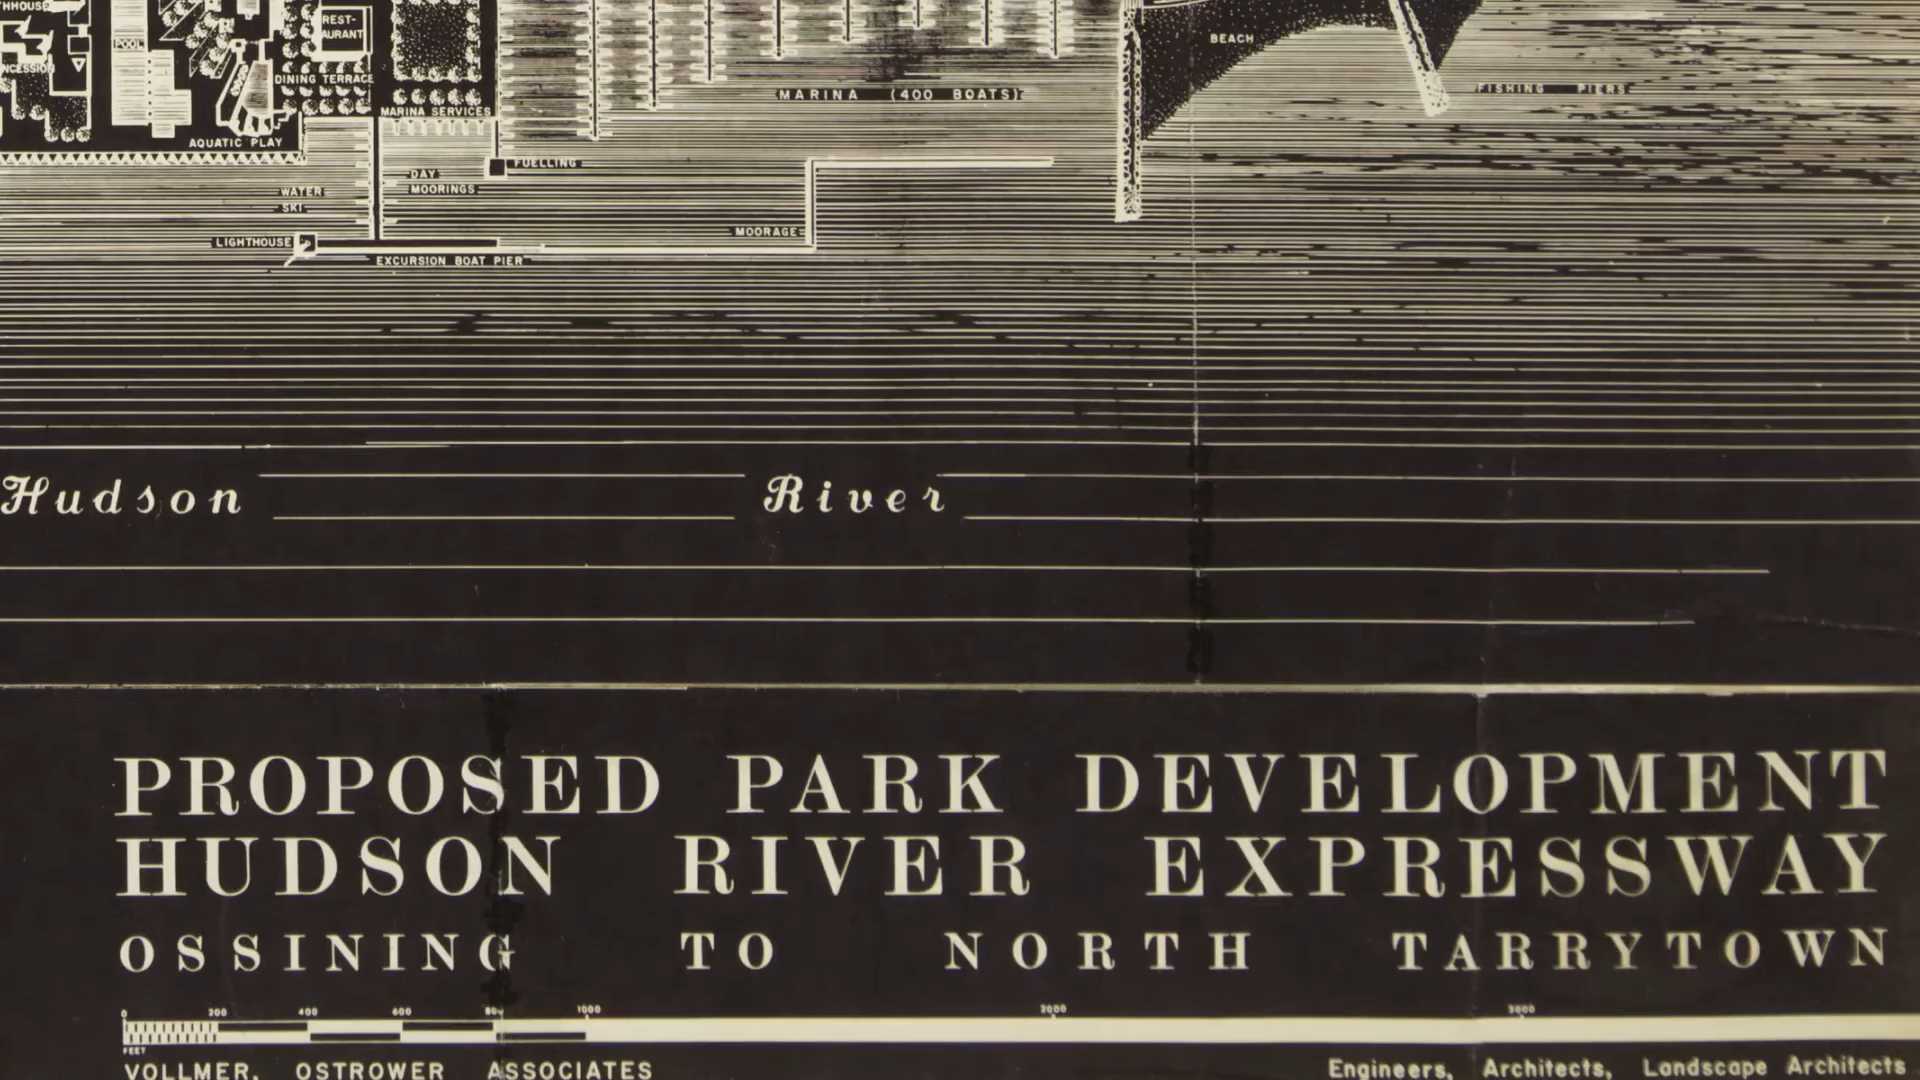 REST-
AURANT
POOL
DINING TERRACE
MARINA SERVICES
AQUATIC PLAY
BEACH
MARINA (400 BOATS)
FISHING PIERS
FUELLING
DAY
MOORINGS
WATER
SKI
MOORAGE
LIGHTHOUSE
EXCURSION BOAT PIER
Hudson River
PROPOSED PARK DEVELOPMENT
HUDSON RIVER EXPRESSWAY
OSSINING TO NORTH TARRYTOWN
0 200 400 600 800 1000 2000 3000
FEET
VOLLMER, OSTROWER ASSOCIATES Engineers, Architects, Landscape Architects